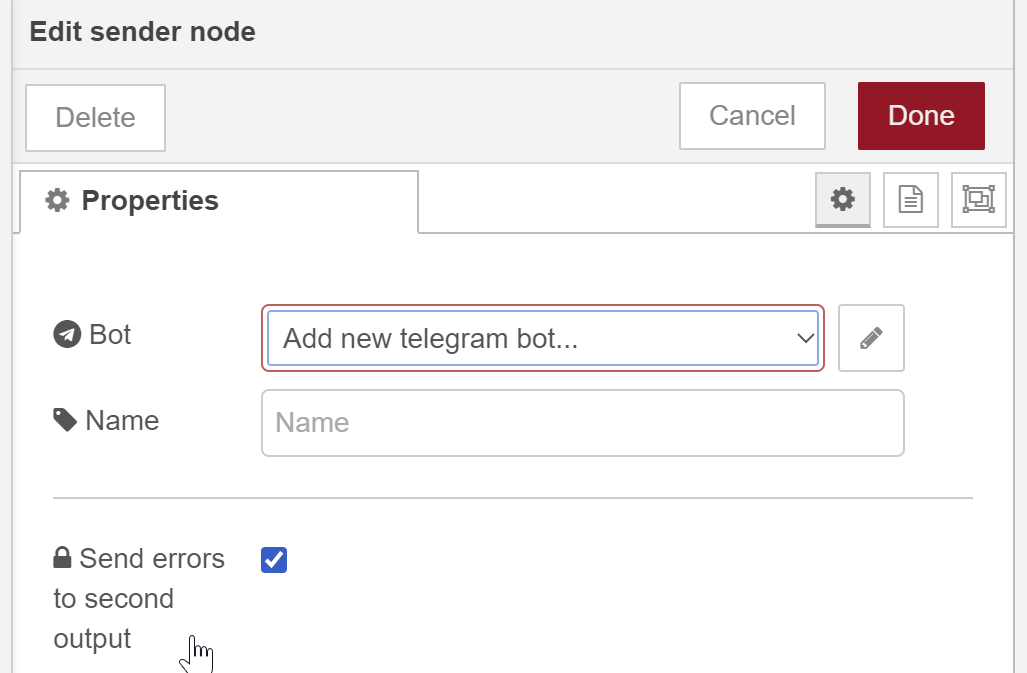 Edit sender node
Delete
Cancel
Done
Properties
Bot
Add new telegram bot...
Name
Name
Send errors
to second
output